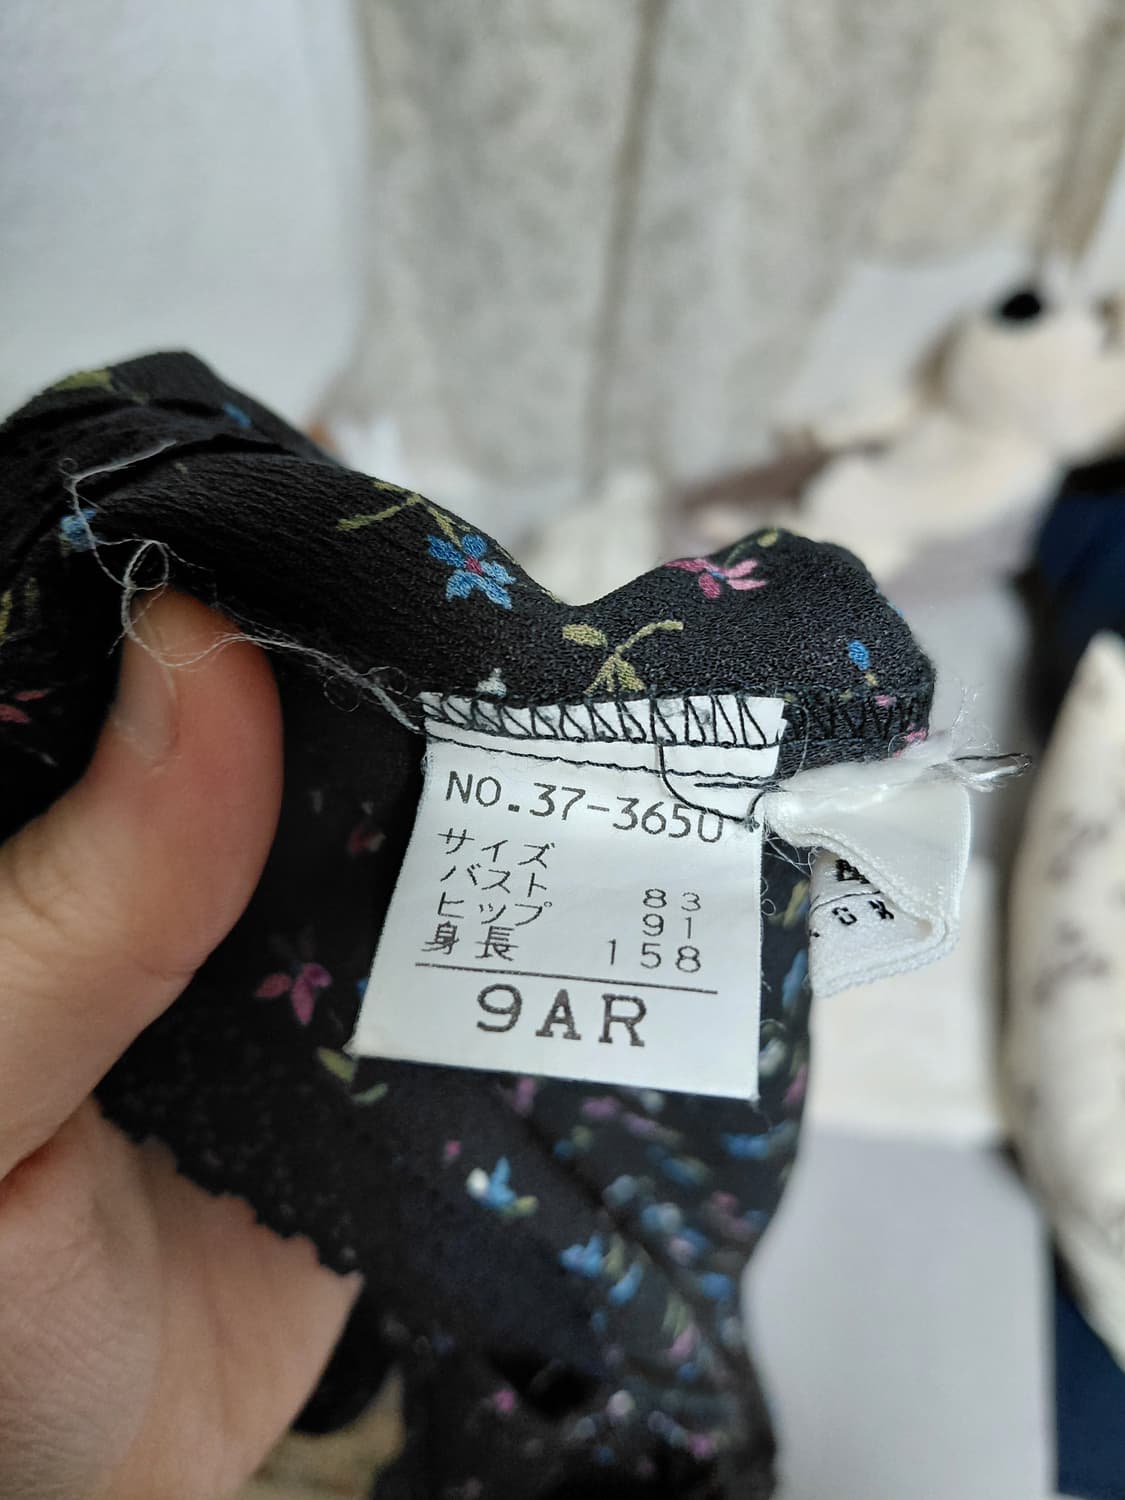 NO.37-3650
サイズ
バスト 83
ヒップ 91
身長 158
9AR